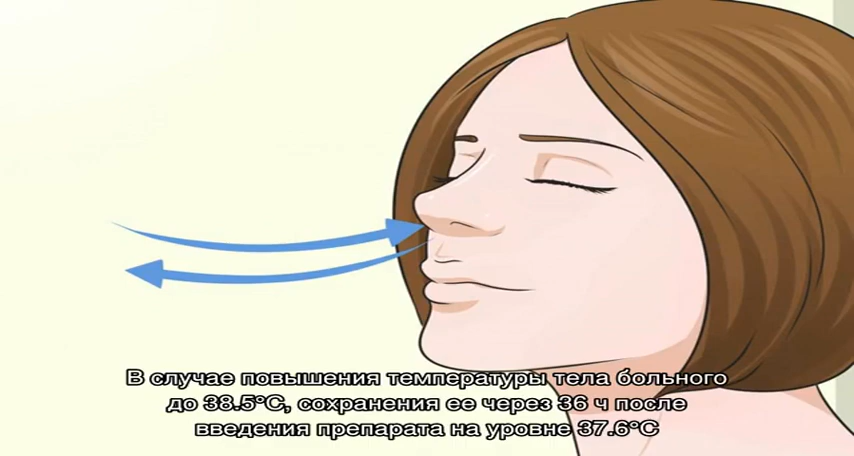 В случае повышения температуры тела больного
до 38.5°C, сохранения ее через 36 ч после
введения препарата на уровне 37.6°C